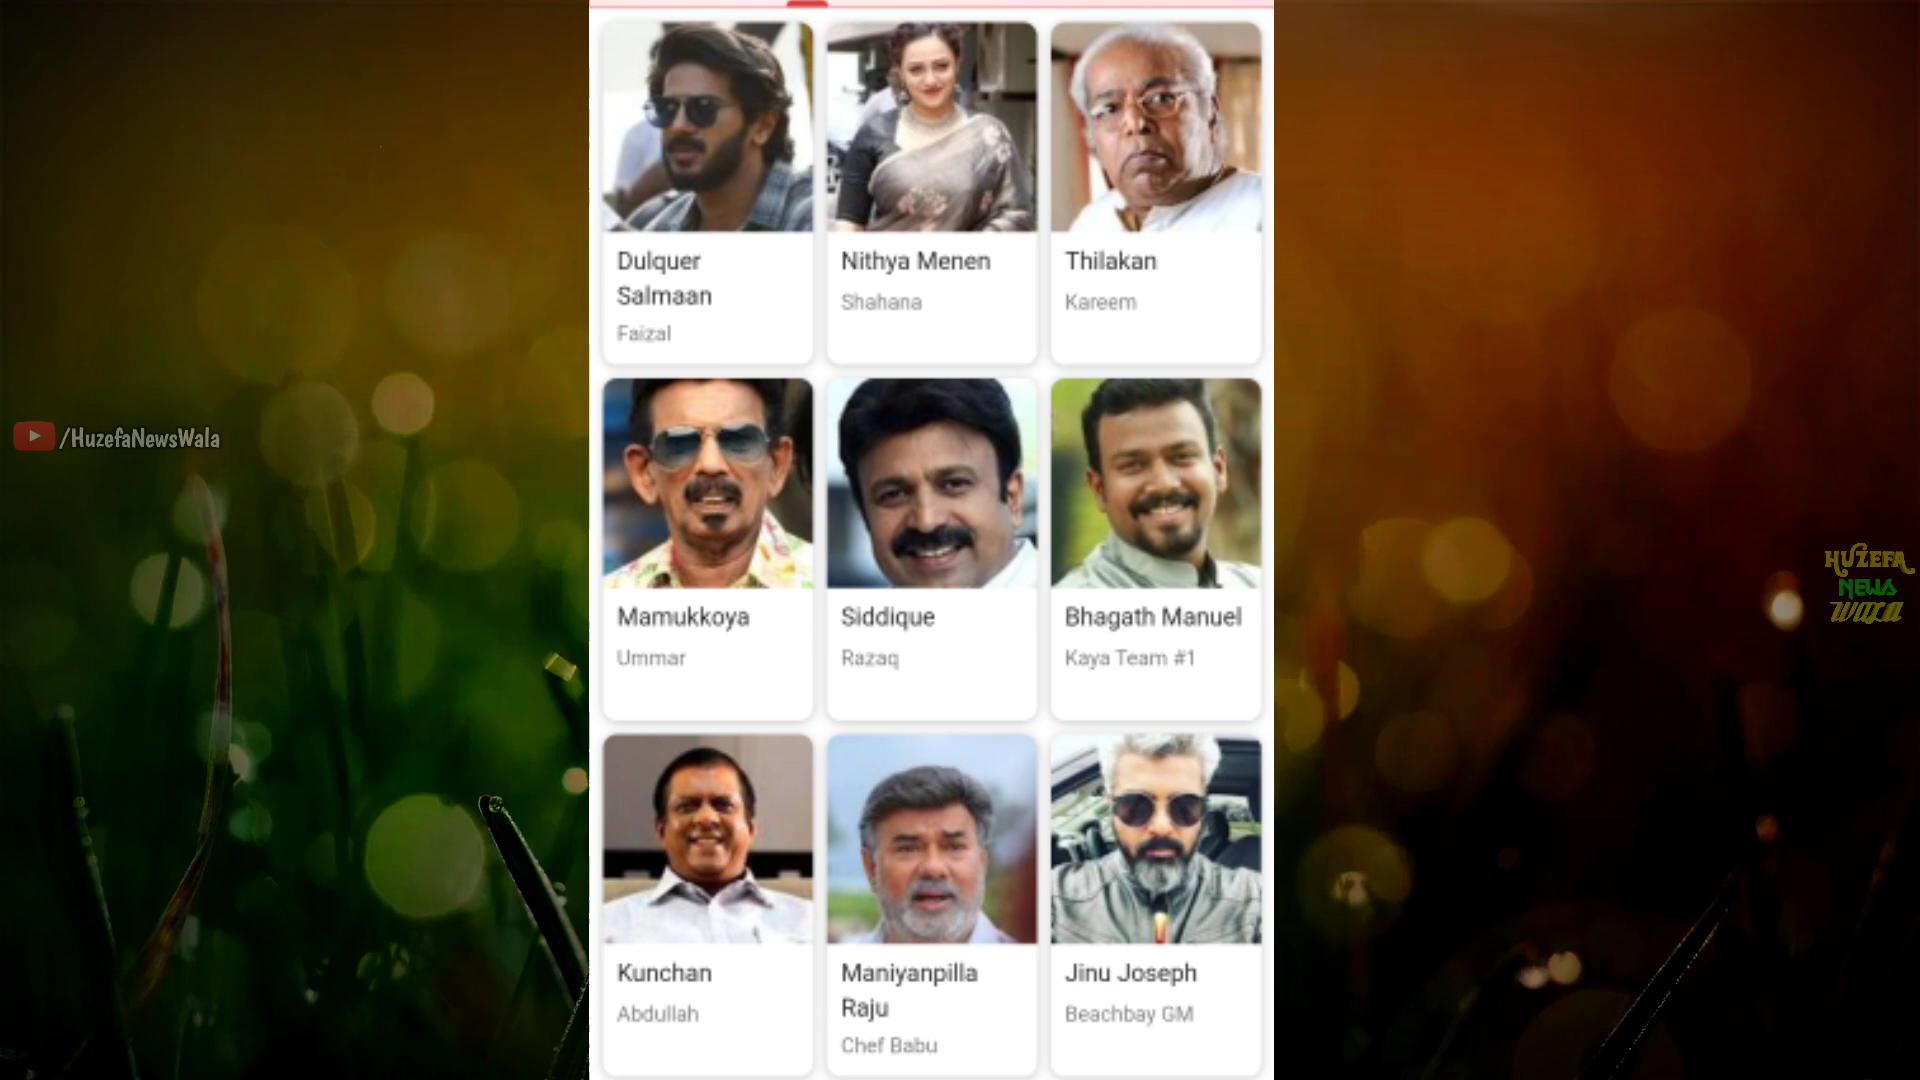 Dulquer
Salmaan
Faizal
Nithya Menen
Shahana
Thilakan
Kareem
/HuzefaNewsWala
Mamukkoya
Ummar
Siddique
Razaq
Bhagath Manuel
Kaya Team #1
HUZEFA
NEWS
WALA
Kunchan
Abdullah
Maniyanpilla
Raju
Chef Babu
Jinu Joseph
Beachbay GM